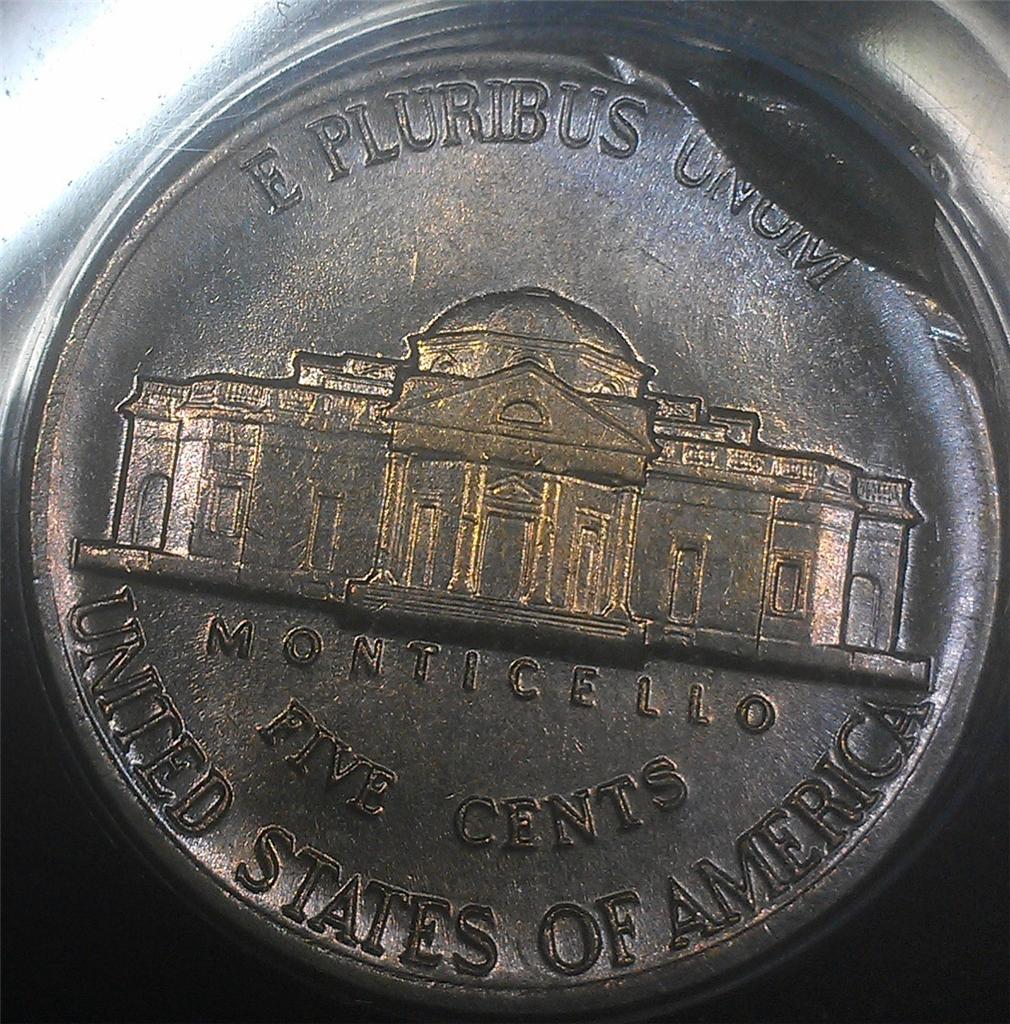 E PLURIBUS UNUM
MONTICELLO
FIVE CENTS
UNITED STATES OF AMERICA